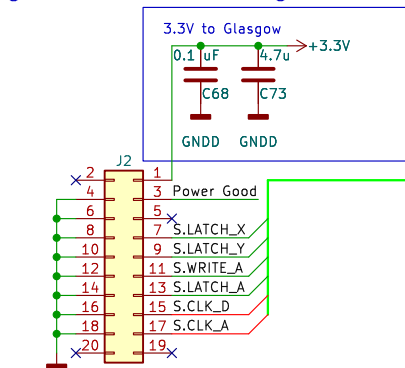 3.3V to Glasgow
+3.3V
0.1 uF
4.7u
C68
C73
GNDD
GNDD
J2
2
1
4
3
Power Good
6
5
8
7
S.LATCH_X
10
9
S.LATCH_Y
12
11
S.WRITE_A
14
13
S.LATCH_A
16
15
S.CLK_D
18
17
S.CLK_A
20
19